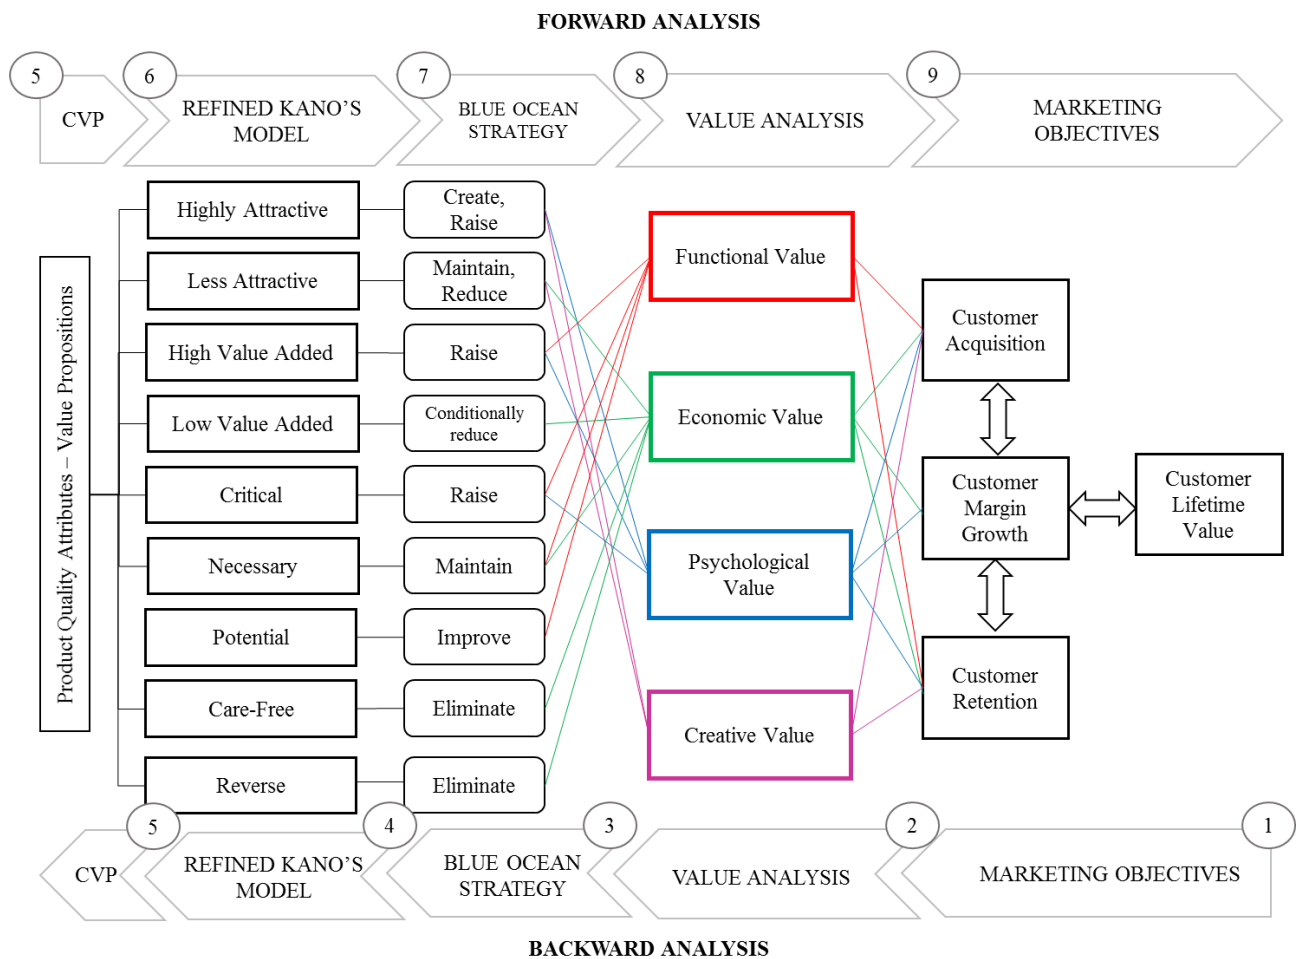 FORWARD ANALYSIS
5
6
7
8
9
CVP
REFINED KANO'S
MODEL
BLUE OCEAN
STRATEGY
VALUE ANALYSIS
MARKETING
OBJECTIVES
Product Quality Attributes – Value Propositions
Highly Attractive
Less Attractive
High Value Added
Low Value Added
Critical
Necessary
Potential
Care-Free
Reverse
Create,
Raise
Maintain,
Reduce
Raise
Conditionally
reduce
Raise
Maintain
Improve
Eliminate
Eliminate
Functional Value
Economic Value
Psychological
Value
Creative Value
Customer
Acquisition
Customer
Margin
Growth
Customer
Retention
Customer
Lifetime
Value
5
4
3
2
1
CVP
REFINED KANO'S
MODEL
BLUE OCEAN
STRATEGY
VALUE ANALYSIS
MARKETING OBJECTIVES
BACKWARD ANALYSIS